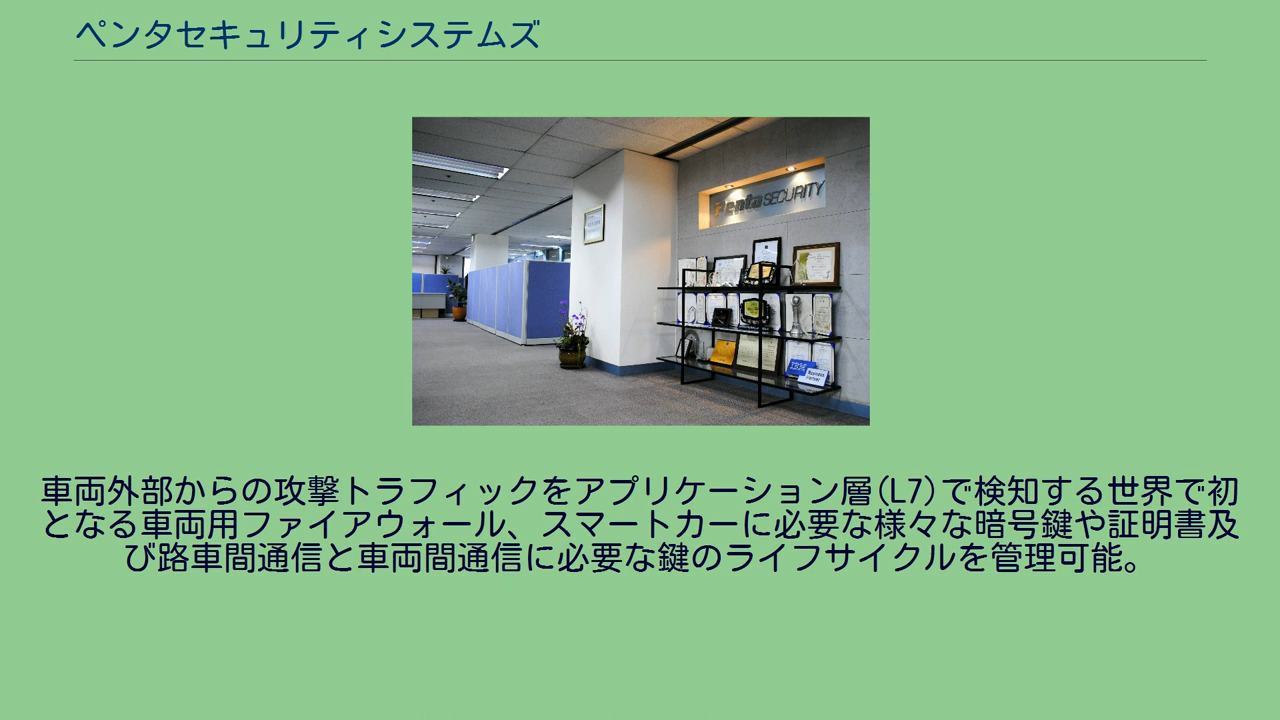 ペンタセキュリティシステムズ
Penta SECURITY
IBM
Business
Partner
車両外部からの攻撃トラフィックをアプリケーション層(L7)で検知する世界で初
となる車両用ファイアウォール、スマートカーに必要な様々な暗号鍵や証明書及
び路車間通信と車両間通信に必要な鍵のライフサイクルを管理可能。